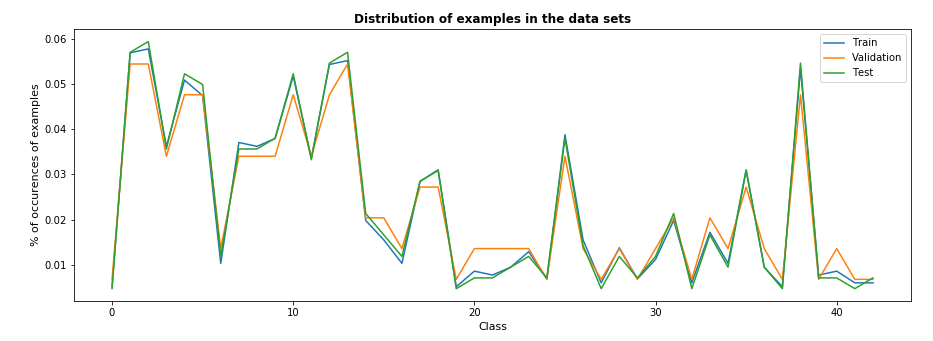 Distribution of examples in the data sets
Train
Validation
Test
% of occurences of examples
0.06
0.05
0.04
0.03
0.02
0.01
0 10 20 30 40
Class